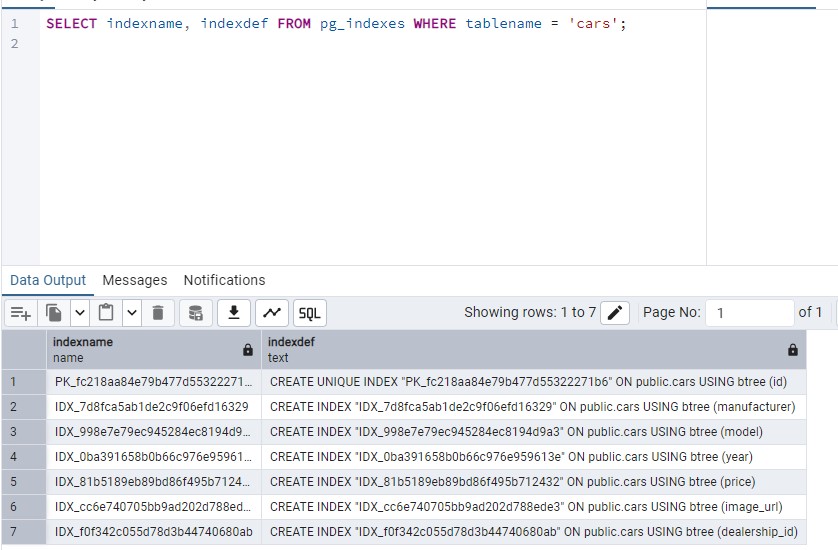 1 SELECT indexname, indexdef FROM pg_indexes WHERE tablename = 'cars';
2
Data Output Messages Notifications
SQL Showing rows: 1 to 7 Page No: 1 of 1
indexname indexdef
name text
1 PK_fc218aa84e79b477d55322271... CREATE UNIQUE INDEX "PK_fc218aa84e79b477d55322271b6" ON public.cars USING btree (id)
2 IDX_7d8fca5ab1de2c9f06efd16329 CREATE INDEX "IDX_7d8fca5ab1de2c9f06efd16329" ON public.cars USING btree (manufacturer)
3 IDX_998e7e79ec945284ec8194d9... CREATE INDEX "IDX_998e7e79ec945284ec8194d9a3" ON public.cars USING btree (model)
4 IDX_0ba391658b0b66c976e95961... CREATE INDEX "IDX_0ba391658b0b66c976e959613e" ON public.cars USING btree (year)
5 IDX_81b5189eb89bd86f495b7124... CREATE INDEX "IDX_81b5189eb89bd86f495b712432" ON public.cars USING btree (price)
6 IDX_cc6e740705bb9ad202d788ed... CREATE INDEX "IDX_cc6e740705bb9ad202d788ede3" ON public.cars USING btree (image_url)
7 IDX_f0f342c055d78d3b44740680ab CREATE INDEX "IDX_f0f342c055d78d3b44740680ab" ON public.cars USING btree (dealership_id)